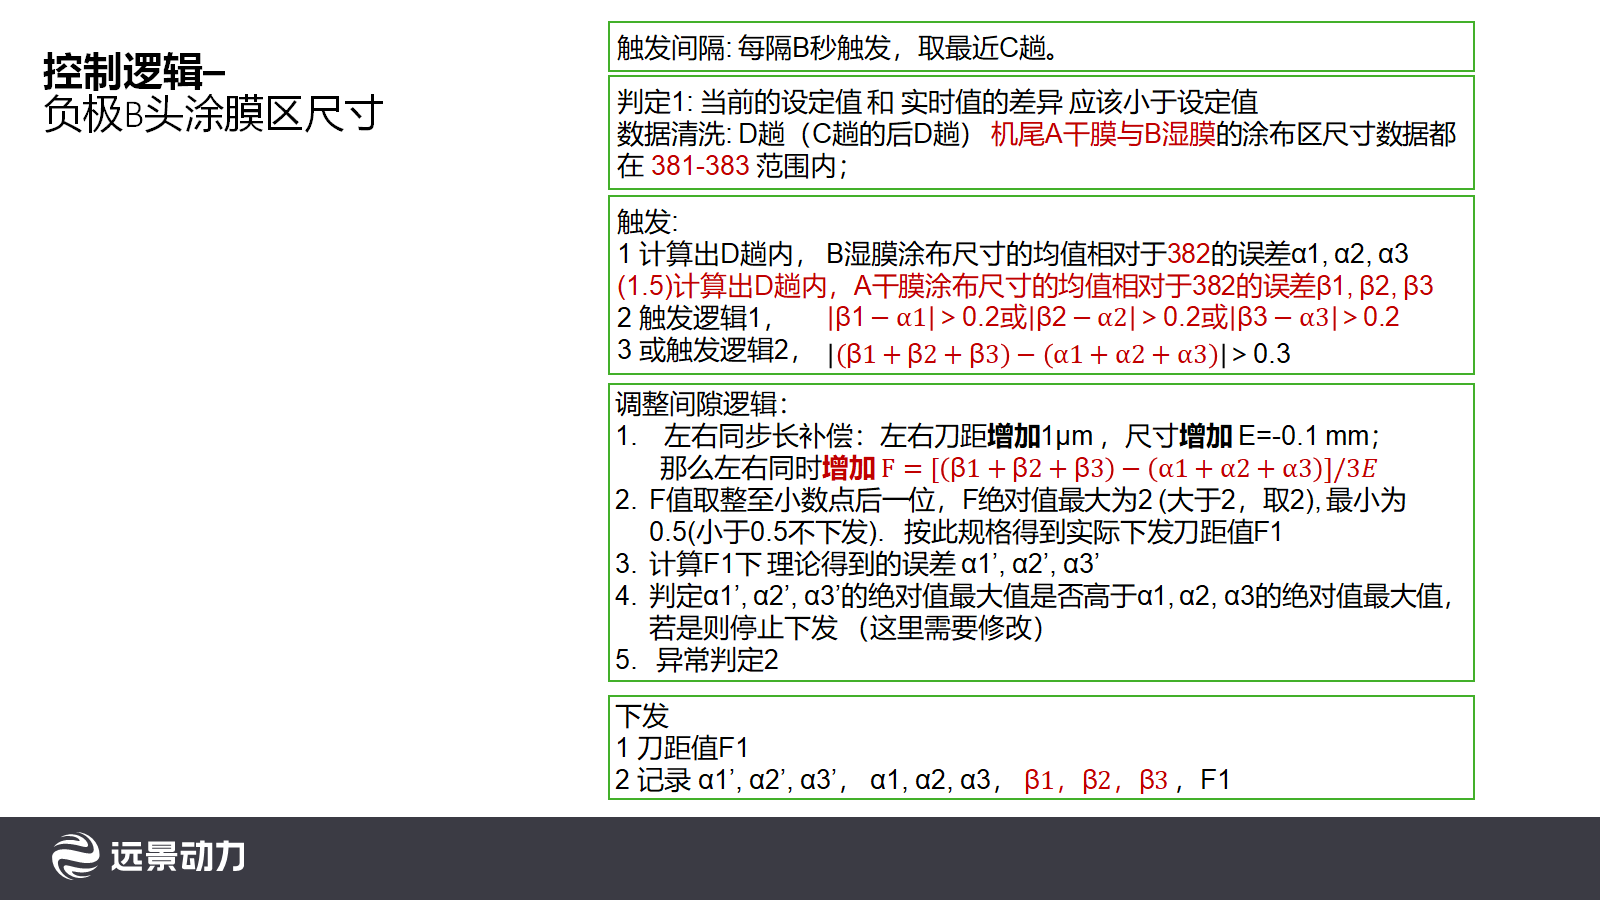 控制逻辑–
负极B头涂膜区尺寸
触发间隔: 每隔B秒触发，取最近C趟。
判定1: 当前的设定值 和 实时值的差异 应该小于设定值
数据清洗: D趟（C趟的后D趟） 机尾A干膜与B湿膜的涂布区尺寸数据都
在 381-383 范围内；
触发:
1 计算出D趟内， B湿膜涂布尺寸的均值相对于382的误差α1, α2, α3
(1.5)计算出D趟内，A干膜涂布尺寸的均值相对于382的误差β1, β2, β3
2 触发逻辑1， |β1 − α1| > 0.2或|β2 − α2| > 0.2或|β3 − α3| > 0.2
3 或触发逻辑2， |(β1 + β2 + β3) − (α1 + α2 + α3)| > 0.3
调整间隙逻辑：
1. 左右同步长补偿：左右刀距增加1μm ，尺寸增加 E=-0.1 mm；
那么左右同时增加 F = [(β1 + β2 + β3) − (α1 + α2 + α3)]/3E
2. F值取整至小数点后一位，F绝对值最大为2 (大于2，取2), 最小为
0.5(小于0.5不下发). 按此规格得到实际下发刀距值F1
3. 计算F1下 理论得到的误差 α1’, α2’, α3’
4. 判定α1’, α2’, α3’的绝对值最大值是否高于α1, α2, α3的绝对值最大值，
若是则停止下发 （这里需要修改）
5. 异常判定2
下发
1 刀距值F1
2 记录 α1’, α2’, α3’， α1, α2, α3， β1，β2，β3 ，F1
远景动力